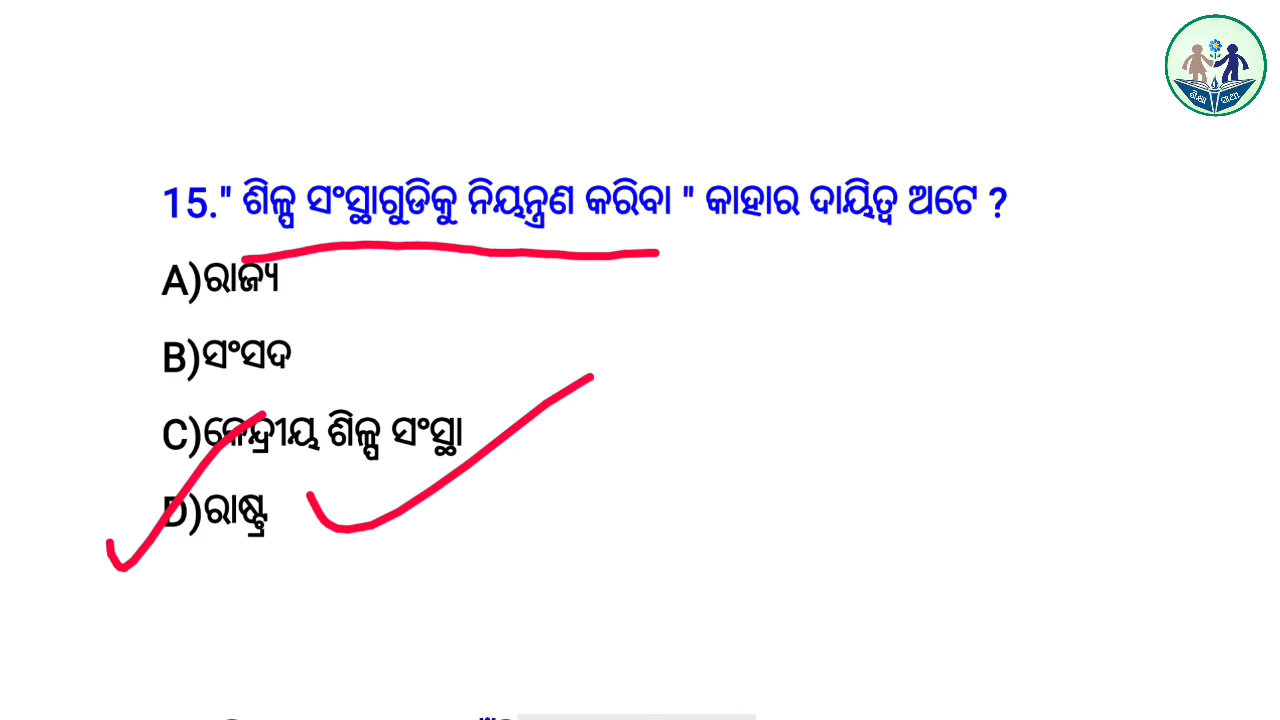 15." ଶିଳ୍ପ ସଂସ୍ଥାଗୁଡିକୁ ନିୟନ୍ତ୍ରଣ କରିବା " କାହାର ଦାୟିତ୍ୱ ଅଟେ ?
A)ରାଜ୍ୟ
B)ସଂସଦ
C)କେନ୍ଦ୍ରୀୟ ଶିଳ୍ପ ସଂସ୍ଥା
D)ରାଷ୍ଟ୍ର